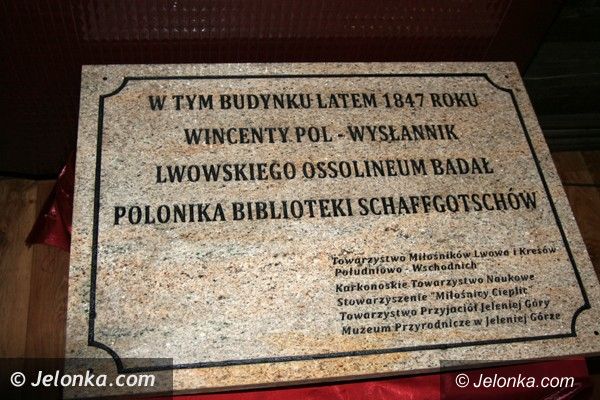 W TYM BUDYNKU LATEM 1847 ROKU
WINCENTY POL - WYSŁANNIK
LWOWSKIEGO OSSOLINEUM BADAŁ
POLONIKA BIBLIOTEKI SCHAFFGOTSCHÓW
Towarzystwo Miłośników Lwowa i Kresów
Południowo - Wschodnich
Karkonoskie Towarzystwo Naukowe
Stowarzyszenie "Miłośnicy Cieplic"
Towarzystwo Przyjaciół Jeleniej Góry
Muzeum Przyrodnicze w Jeleniej Górze
© Jelonka.com
© Jelonka.com